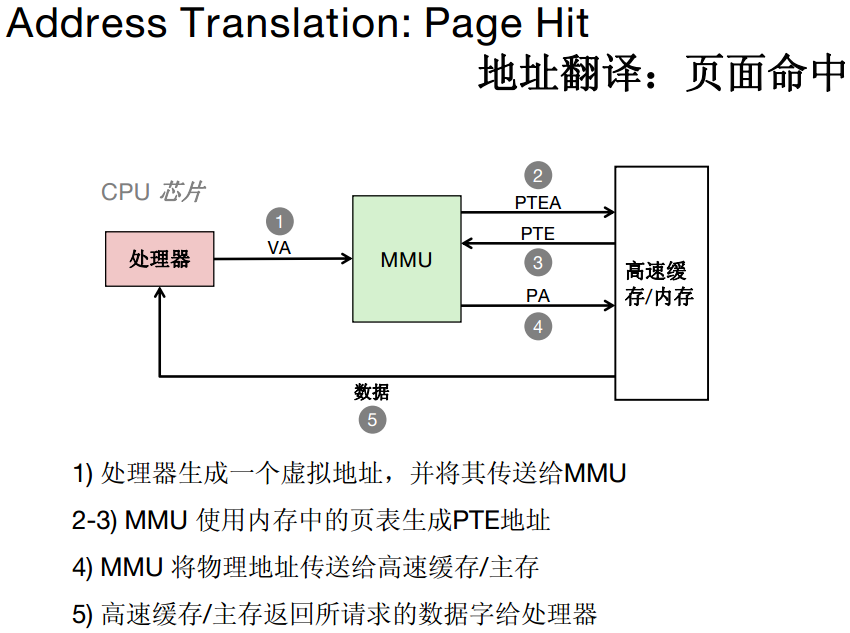 Address Translation: Page Hit
地址翻译：页面命中
CPU 芯片
2
PTEA
1
VA
处理器
MMU
PTE
3
高速缓
存/内存
PA
4
数据
5
1) 处理器生成一个虚拟地址，并将其传送给MMU
2-3) MMU 使用内存中的页表生成PTE地址
4) MMU 将物理地址传送给高速缓存/主存
5) 高速缓存/主存返回所请求的数据字给处理器